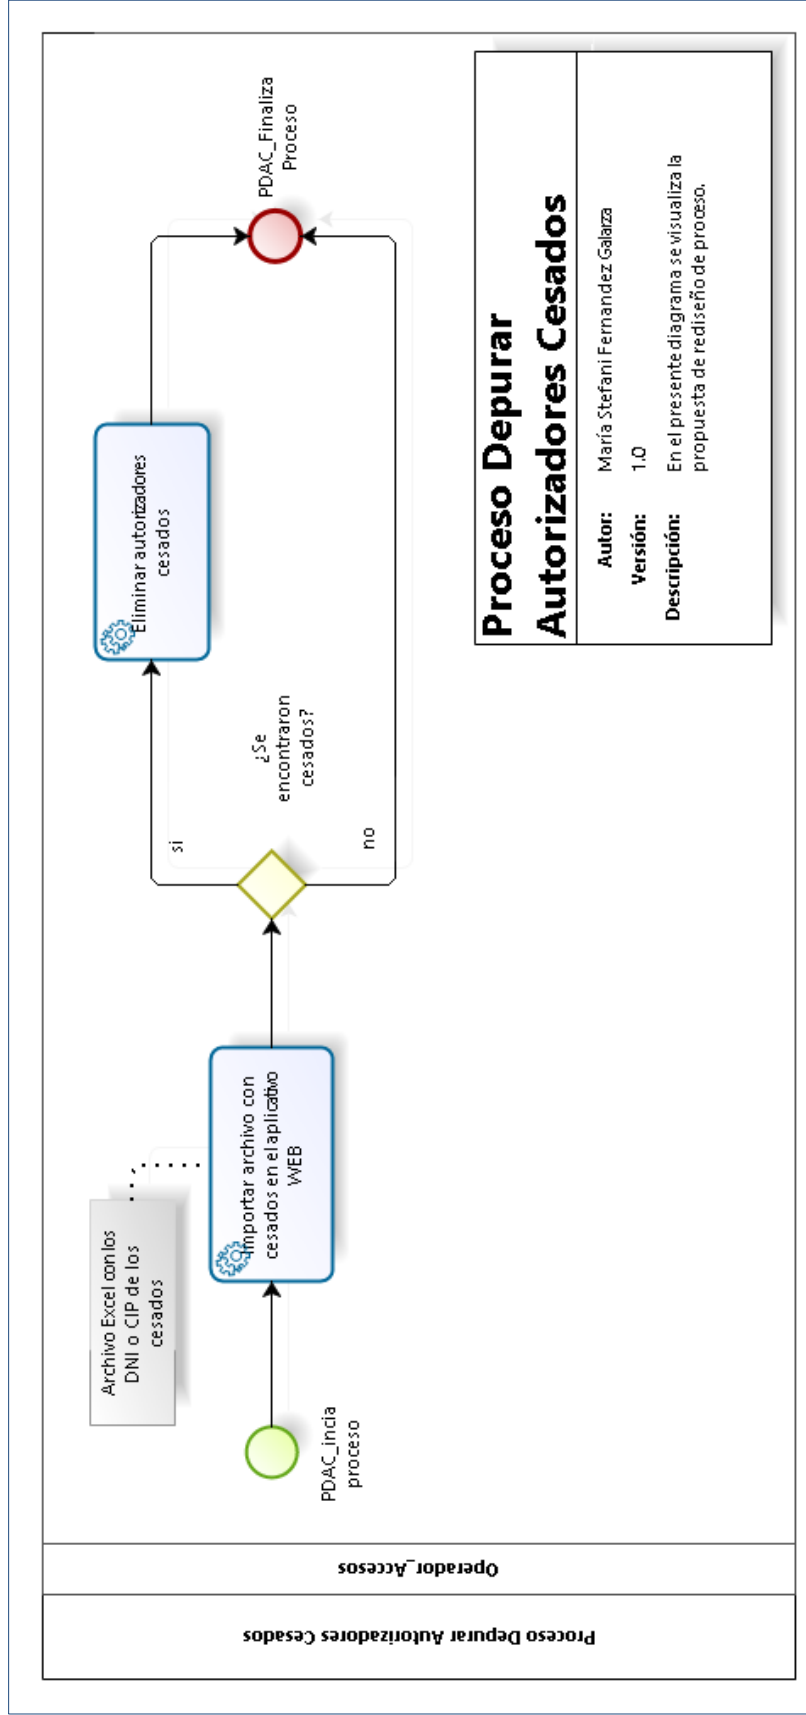 Proceso Depurar Autorizadores Cesados
Operador_Accesos
PDAC_incia
proceso
Archivo Excel con los
DNI o CIP de los
cesados
Importar archivo con
cesados en el aplicativo
WEB
¿Se
encontraron
cesados?
si
no
Eliminar autorizadores
cesados
PDAC_Finaliza
Proceso
Proceso Depurar
Autorizadores Cesados
Autor: María Stefani Fernandez Galarza
Versión: 1.0
Descripción: En el presente diagrama se visualiza la
propuesta de rediseño de proceso.